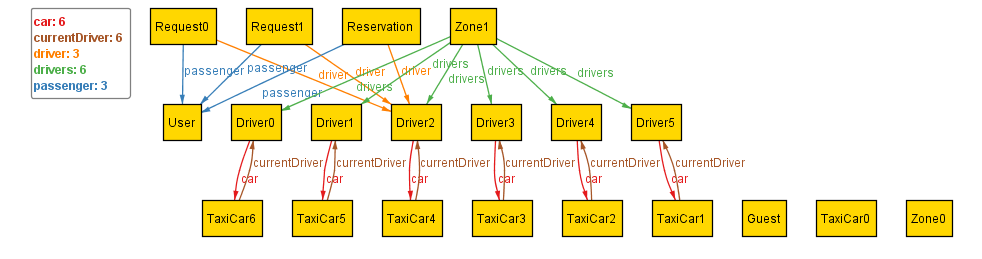 car: 6
currentDriver: 6
driver: 3
drivers: 6
passenger: 3
Request0 Request1 Reservation Zone1
passenger passenger driver driver driver drivers drivers drivers drivers
passenger drivers drivers
User Driver0 Driver1 Driver2 Driver3 Driver4 Driver5
currentDriver currentDriver currentDriver currentDriver currentDriver currentDriver
car car car car car car
TaxiCar6 TaxiCar5 TaxiCar4 TaxiCar3 TaxiCar2 TaxiCar1 Guest TaxiCar0 Zone0